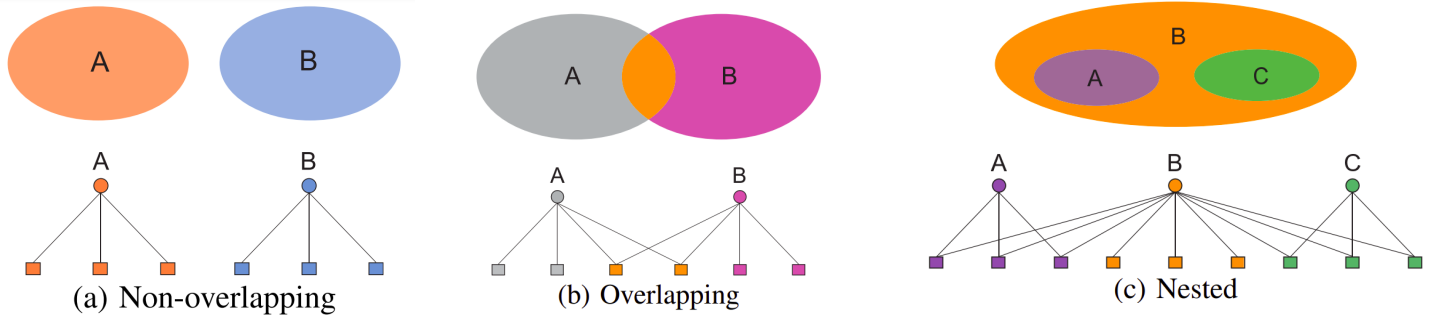 A B
A B
(a) Non-overlapping
A B
A B
(b) Overlapping
B
A C
A B C
(c) Nested